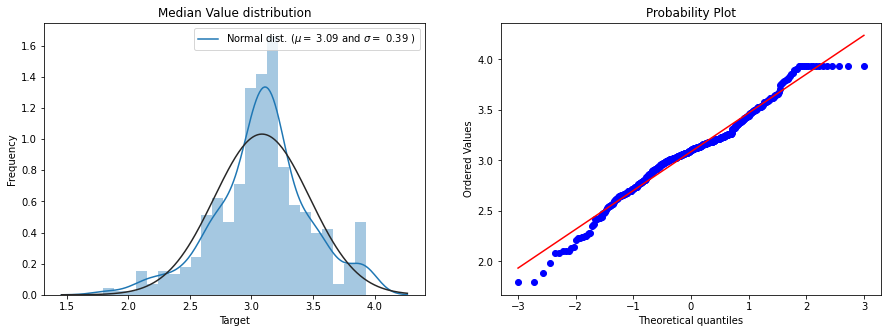 Median Value distribution
Normal dist. (μ = 3.09 and σ = 0.39 )
Frequency
1.6
1.4
1.2
1.0
0.8
0.6
0.4
0.2
0.0
1.5 2.0 2.5 3.0 3.5 4.0
Target
Probability Plot
Ordered Values
4.0
3.5
3.0
2.5
2.0
−3 −2 −1 0 1 2 3
Theoretical quantiles